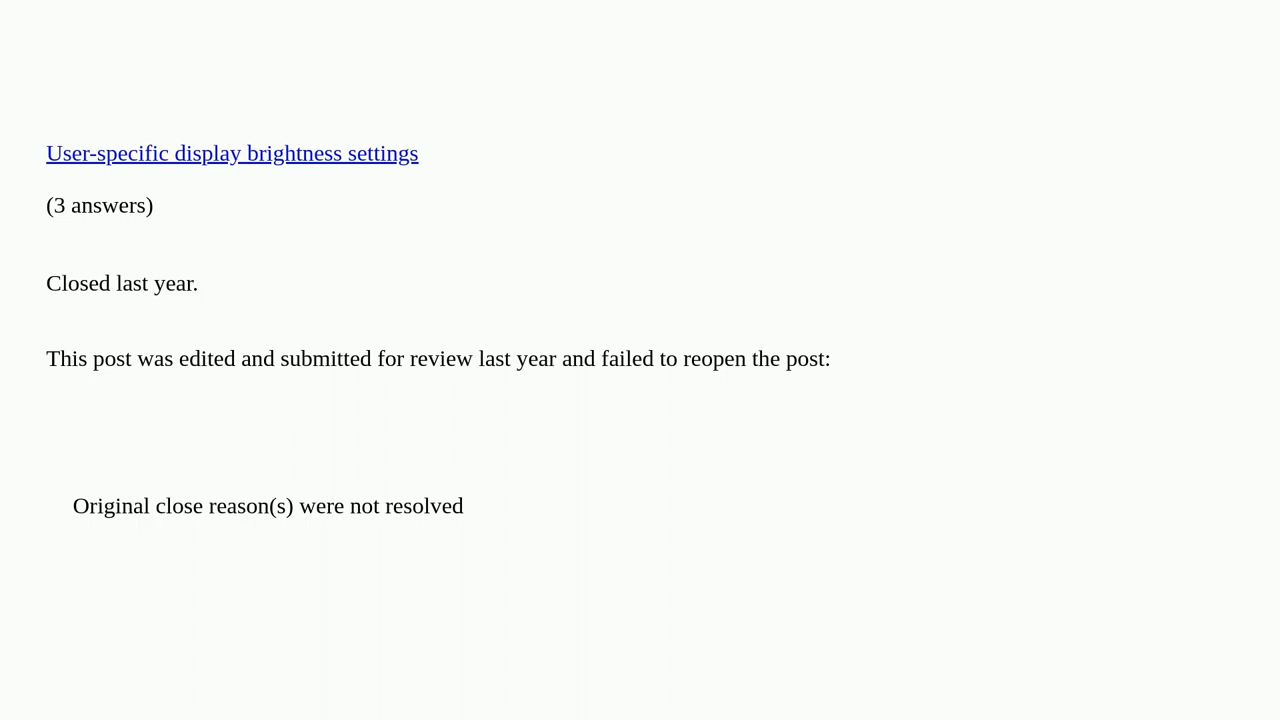 User-specific display brightness settings
(3 answers)
Closed last year.
This post was edited and submitted for review last year and failed to reopen the post:
Original close reason(s) were not resolved